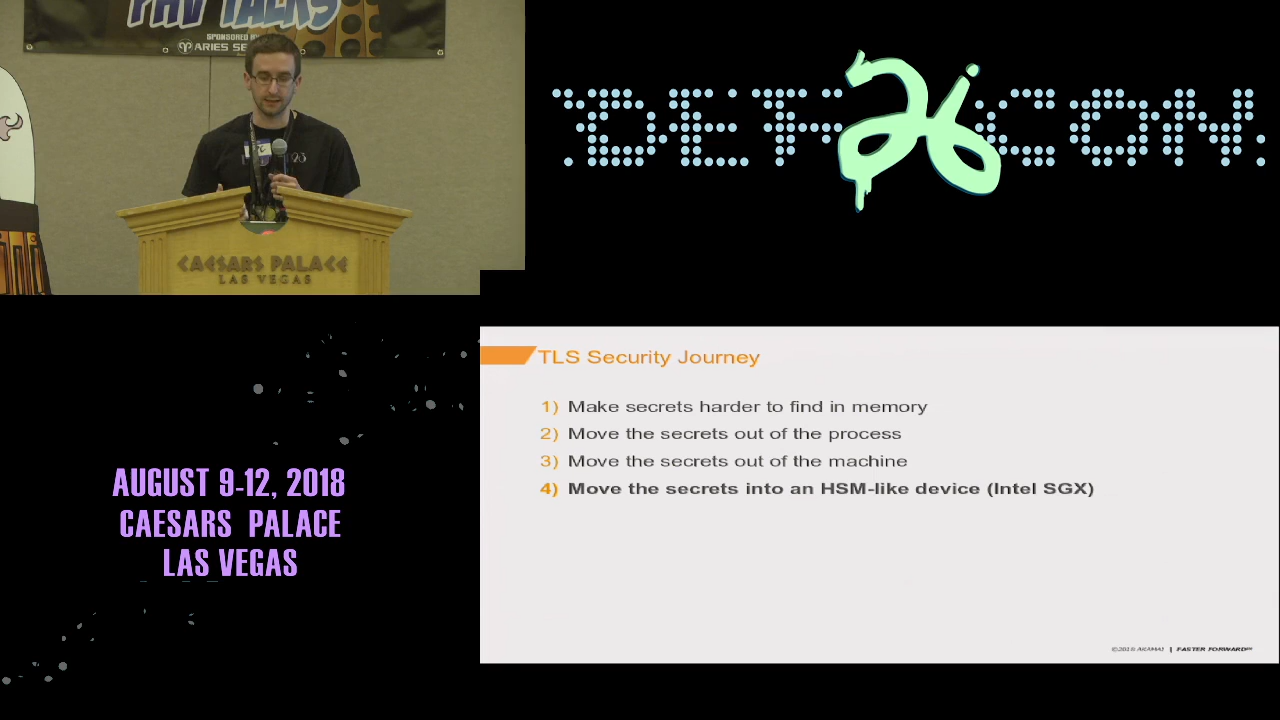 PHV TALKS
SPONSORED BY
ARIES SE
CAESARS PALACE
LAS VEGAS
DEF CON
26
AUGUST 9-12, 2018
CAESARS PALACE
LAS VEGAS
TLS Security Journey
1) Make secrets harder to find in memory
2) Move the secrets out of the process
3) Move the secrets out of the machine
4) Move the secrets into an HSM-like device (Intel SGX)
©2018 AKAMAI | FASTER FORWARD™